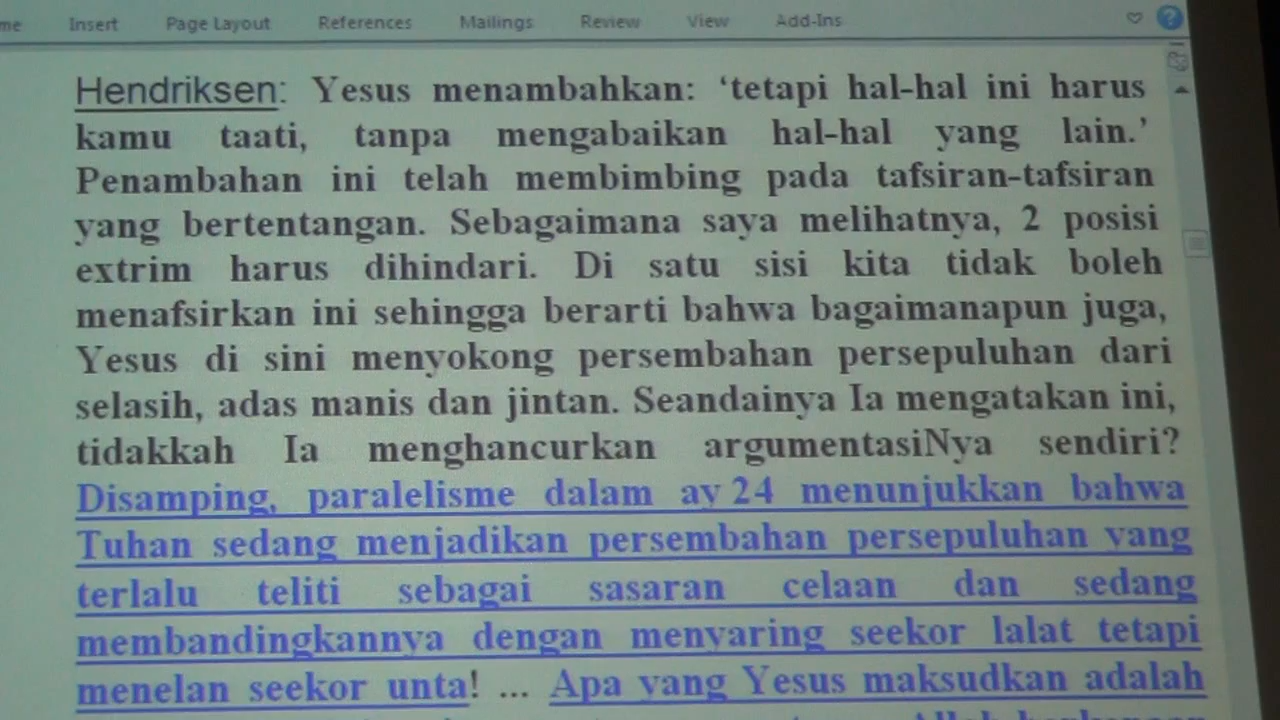 me Insert Page Layout References Mailings Review View Add-Ins
Hendriksen: Yesus menambahkan: ‘tetapi hal-hal ini harus
kamu taati, tanpa mengabaikan hal-hal yang lain.’
Penambahan ini telah membimbing pada tafsiran-tafsiran
yang bertentangan. Sebagaimana saya melihatnya, 2 posisi
extrim harus dihindari. Di satu sisi kita tidak boleh
menafsirkan ini sehingga berarti bahwa bagaimanapun juga,
Yesus di sini menyokong persembahan persepuluhan dari
selasih, adas manis dan jintan. Seandainya Ia mengatakan ini,
tidakkah Ia menghancurkan argumentasiNya sendiri?
Disamping, paralelisme dalam ay 24 menunjukkan bahwa
Tuhan sedang menjadikan persembahan persepuluhan yang
terlalu teliti sebagai sasaran celaan dan sedang
membandingkannya dengan menyaring seekor lalat tetapi
menelan seekor unta! ... Apa yang Yesus maksudkan adalah